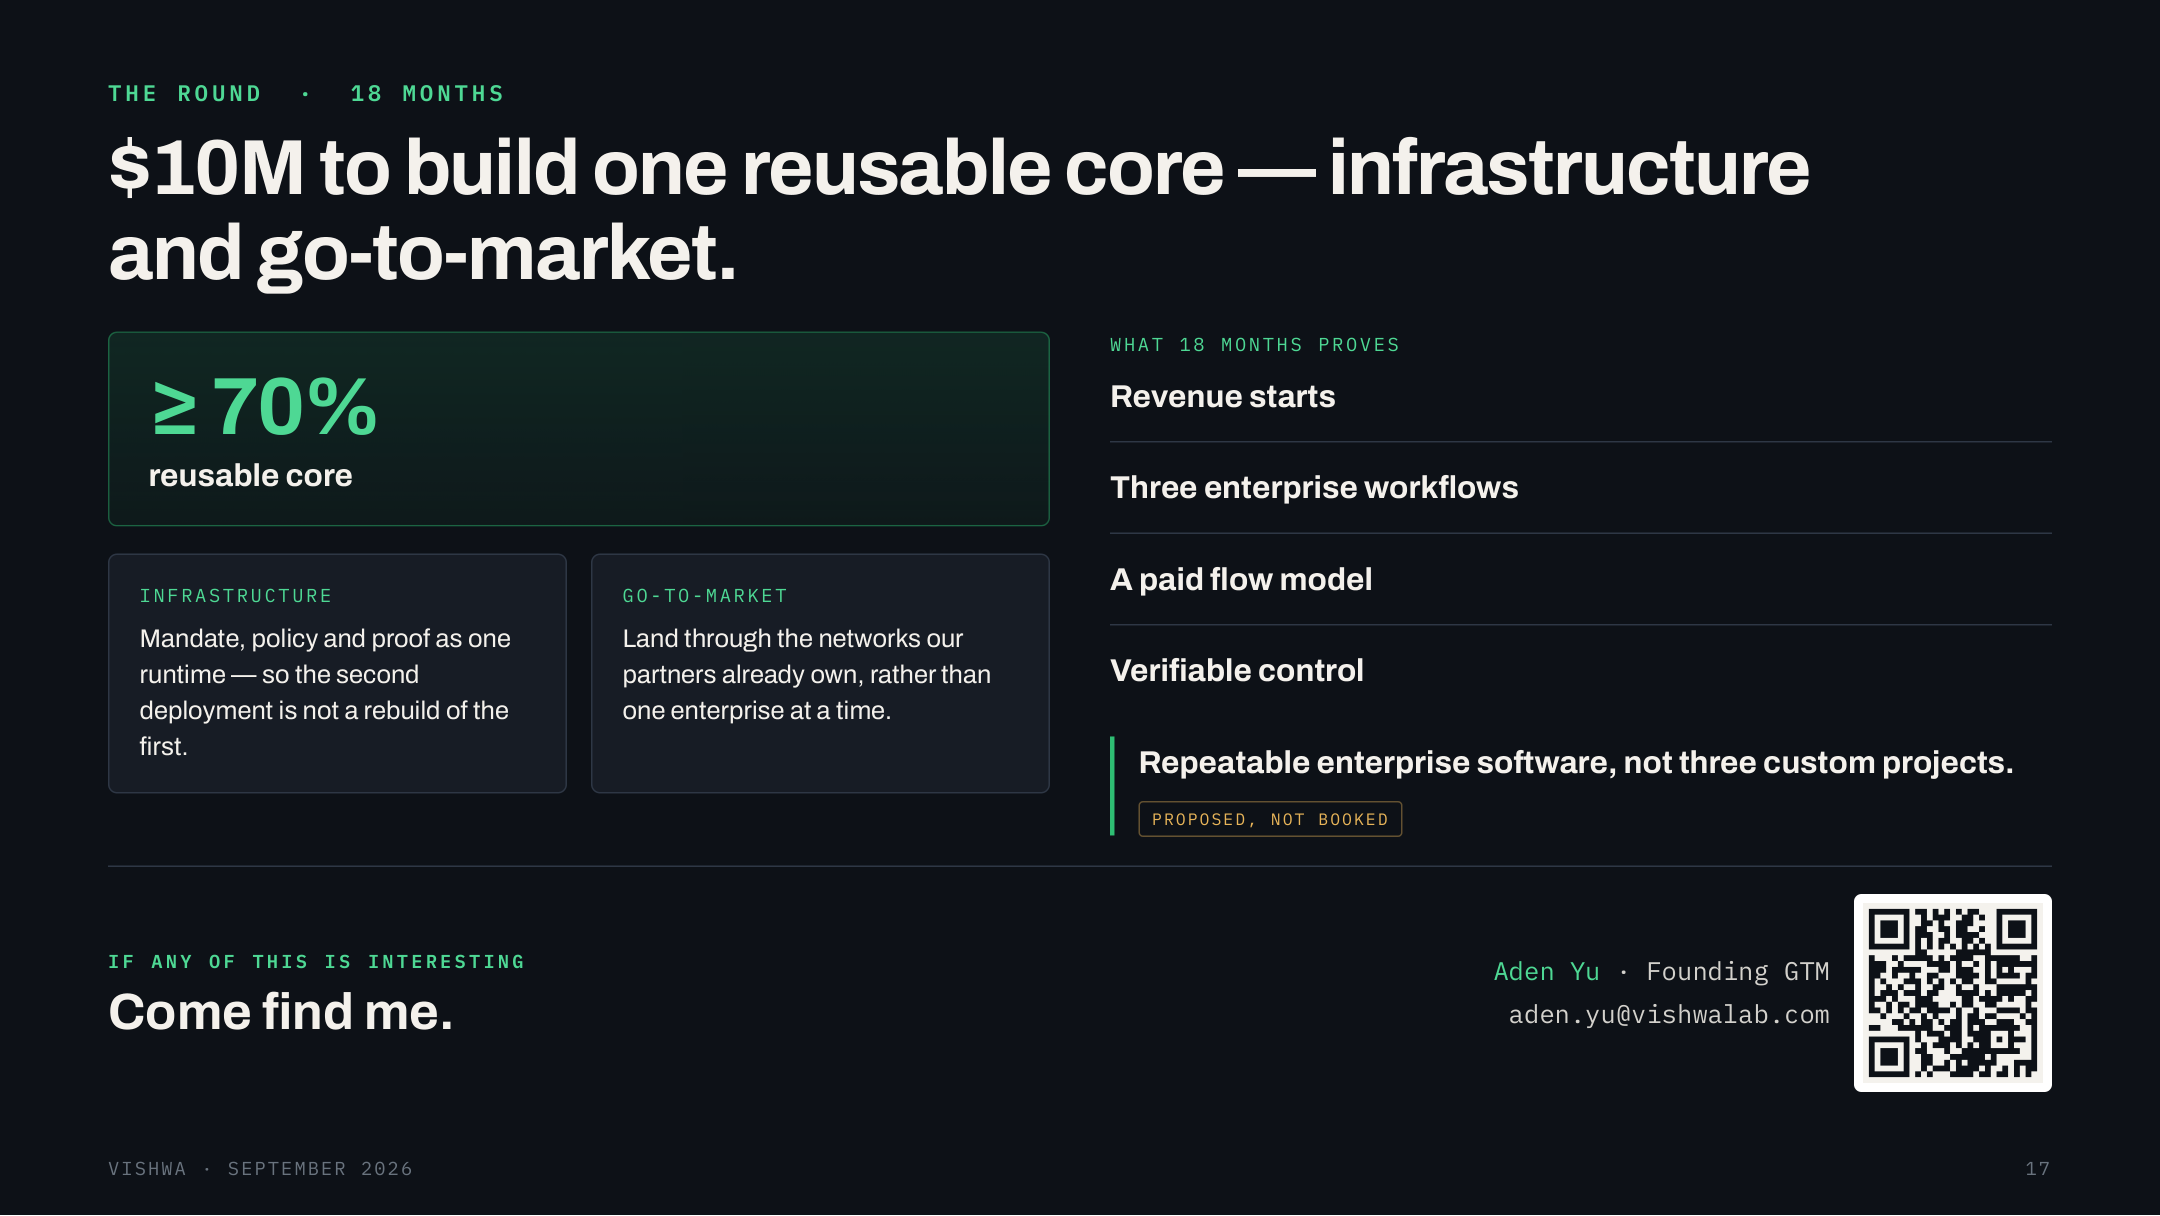 THE ROUND · 18 MONTHS
$10M to build one reusable core — infrastructure
and go-to-market.
≥ 70%
reusable core
INFRASTRUCTURE
Mandate, policy and proof as one
runtime — so the second
deployment is not a rebuild of the
first.
GO-TO-MARKET
Land through the networks our
partners already own, rather than
one enterprise at a time.
WHAT 18 MONTHS PROVES
Revenue starts
Three enterprise workflows
A paid flow model
Verifiable control
Repeatable enterprise software, not three custom projects.
PROPOSED, NOT BOOKED
IF ANY OF THIS IS INTERESTING
Come find me.
Aden Yu · Founding GTM
aden.yu@vishwalab.com
VISHWA · SEPTEMBER 2026
17